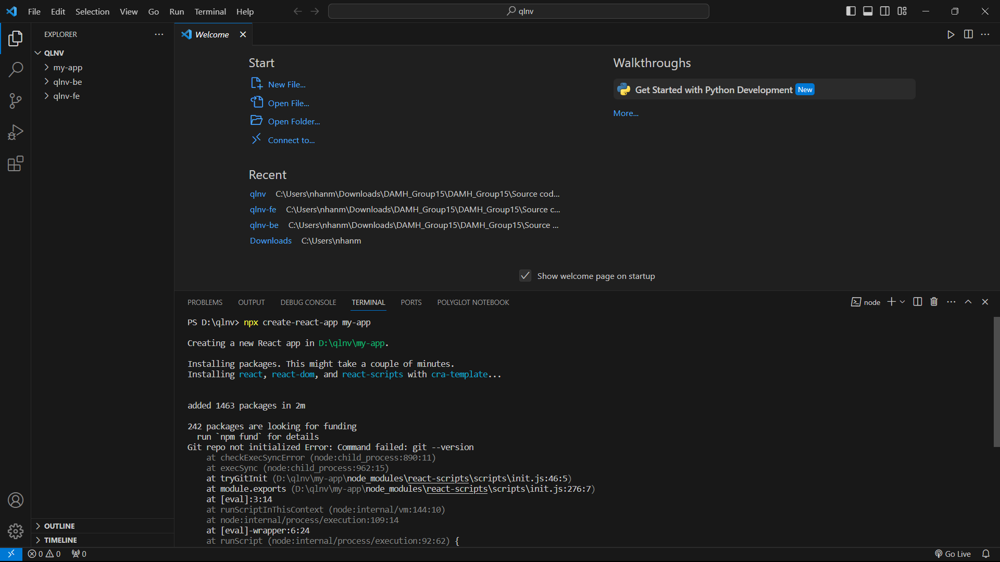 File Edit Selection View Go Run Terminal Help
qlnv
EXPLORER
QLNV
my-app
qlnv-be
qlnv-fe
OUTLINE
TIMELINE
Welcome
Start
New File...
Open File...
Open Folder...
Connect to...
Recent
qlnv C:\Users\nhanm\Downloads\DAMH_Group15\DAMH_Group15\Source cod...
qlnv-fe C:\Users\nhanm\Downloads\DAMH_Group15\DAMH_Group15\Source c...
qlnv-be C:\Users\nhanm\Downloads\DAMH_Group15\DAMH_Group15\Source ...
Downloads C:\Users\nhanm
Walkthroughs
Get Started with Python Development New
More...
Show welcome page on startup
PROBLEMS OUTPUT DEBUG CONSOLE TERMINAL PORTS POLYGLOT NOTEBOOK
node
PS D:\qlnv> npx create-react-app my-app
Creating a new React app in D:\qlnv\my-app.
Installing packages. This might take a couple of minutes.
Installing react, react-dom, and react-scripts with cra-template...
added 1463 packages in 2m
242 packages are looking for funding
run `npm fund` for details
Git repo not initialized Error: Command failed: git --version
at checkExecSyncError (node:child_process:890:11)
at execSync (node:child_process:962:15)
at tryGitInit (D:\qlnv\my-app\node_modules\react-scripts\scripts\init.js:46:5)
at module.exports (D:\qlnv\my-app\node_modules\react-scripts\scripts\init.js:276:7)
at [eval]:3:14
at runScriptInThisContext (node:internal/vm:144:10)
at node:internal/process/execution:109:14
at [eval]-wrapper:6:24
at runScript (node:internal/process/execution:92:62) {
0 0 0
Go Live